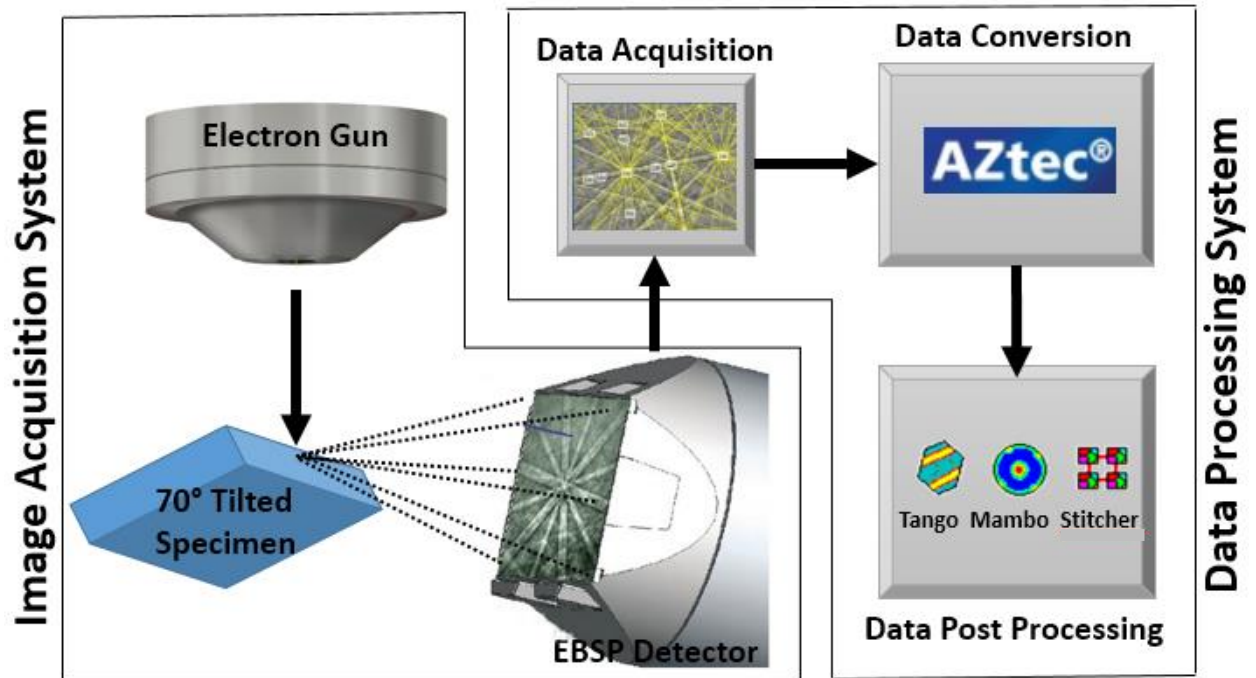 Image Acquisition System
Electron Gun
70° Tilted
Specimen
EBSP Detector
Data Acquisition
Data Conversion
AZtec®
Tango Mambo Stitcher
Data Post Processing
Data Processing System